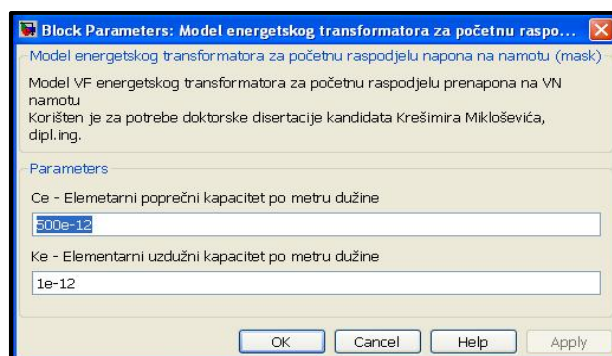 Block Parameters: Model energetskog transformatora za početnu raspo...
Model energetskog transformatora za početnu raspodjelu napona na namotu (mask)
Model VF energetskog transformatora za početnu raspodjelu prenapona na VN
namotu
Korišten je za potrebe doktorske disertacije kandidata Krešimira Mikloševića,
dipl.ing.
Parameters
Ce - Elemetarni poprečni kapacitet po metru dužine
500e-12
Ke - Elementarni uzdužni kapacitet po metru dužine
1e-12
OK Cancel Help Apply